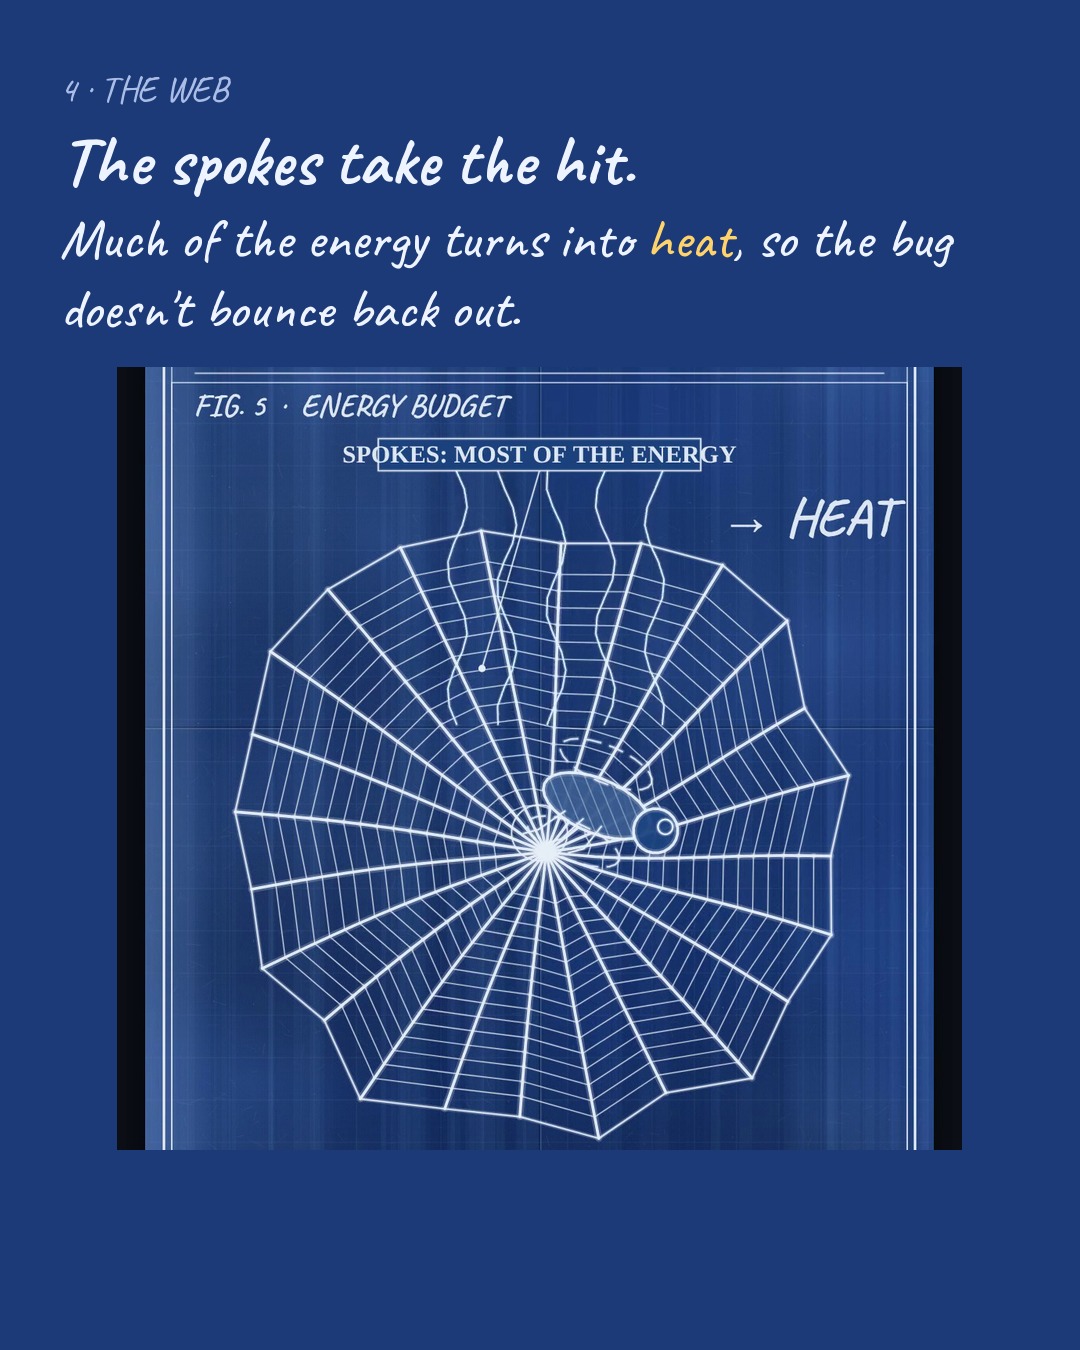 4 · THE WEB
The spokes take the hit.
Much of the energy turns into heat, so the bug
doesn't bounce back out.
FIG. 5 · ENERGY BUDGET
SPOKES: MOST OF THE ENERGY
→ HEAT